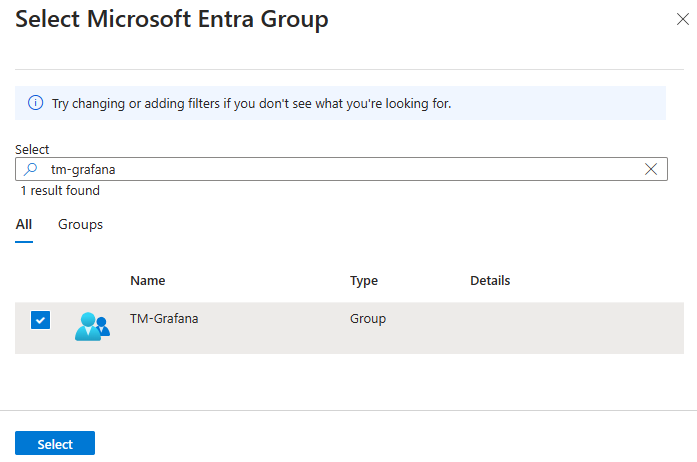 Select Microsoft Entra Group
Try changing or adding filters if you don't see what you're looking for.
Select
tm-grafana
1 result found
All Groups
Name Type Details
TM-Grafana Group
Select